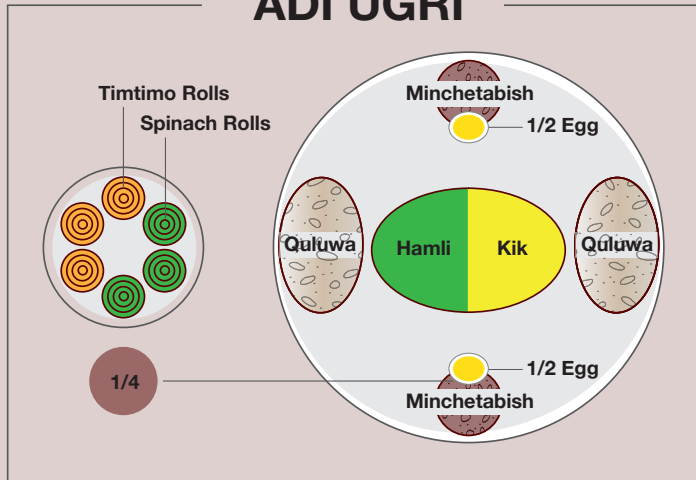 ADI UGRI
Timtimo Rolls
Spinach Rolls
Minchetabish
1/2 Egg
Quluwa
Hamli
Kik
Quluwa
1/4
1/2 Egg
Minchetabish